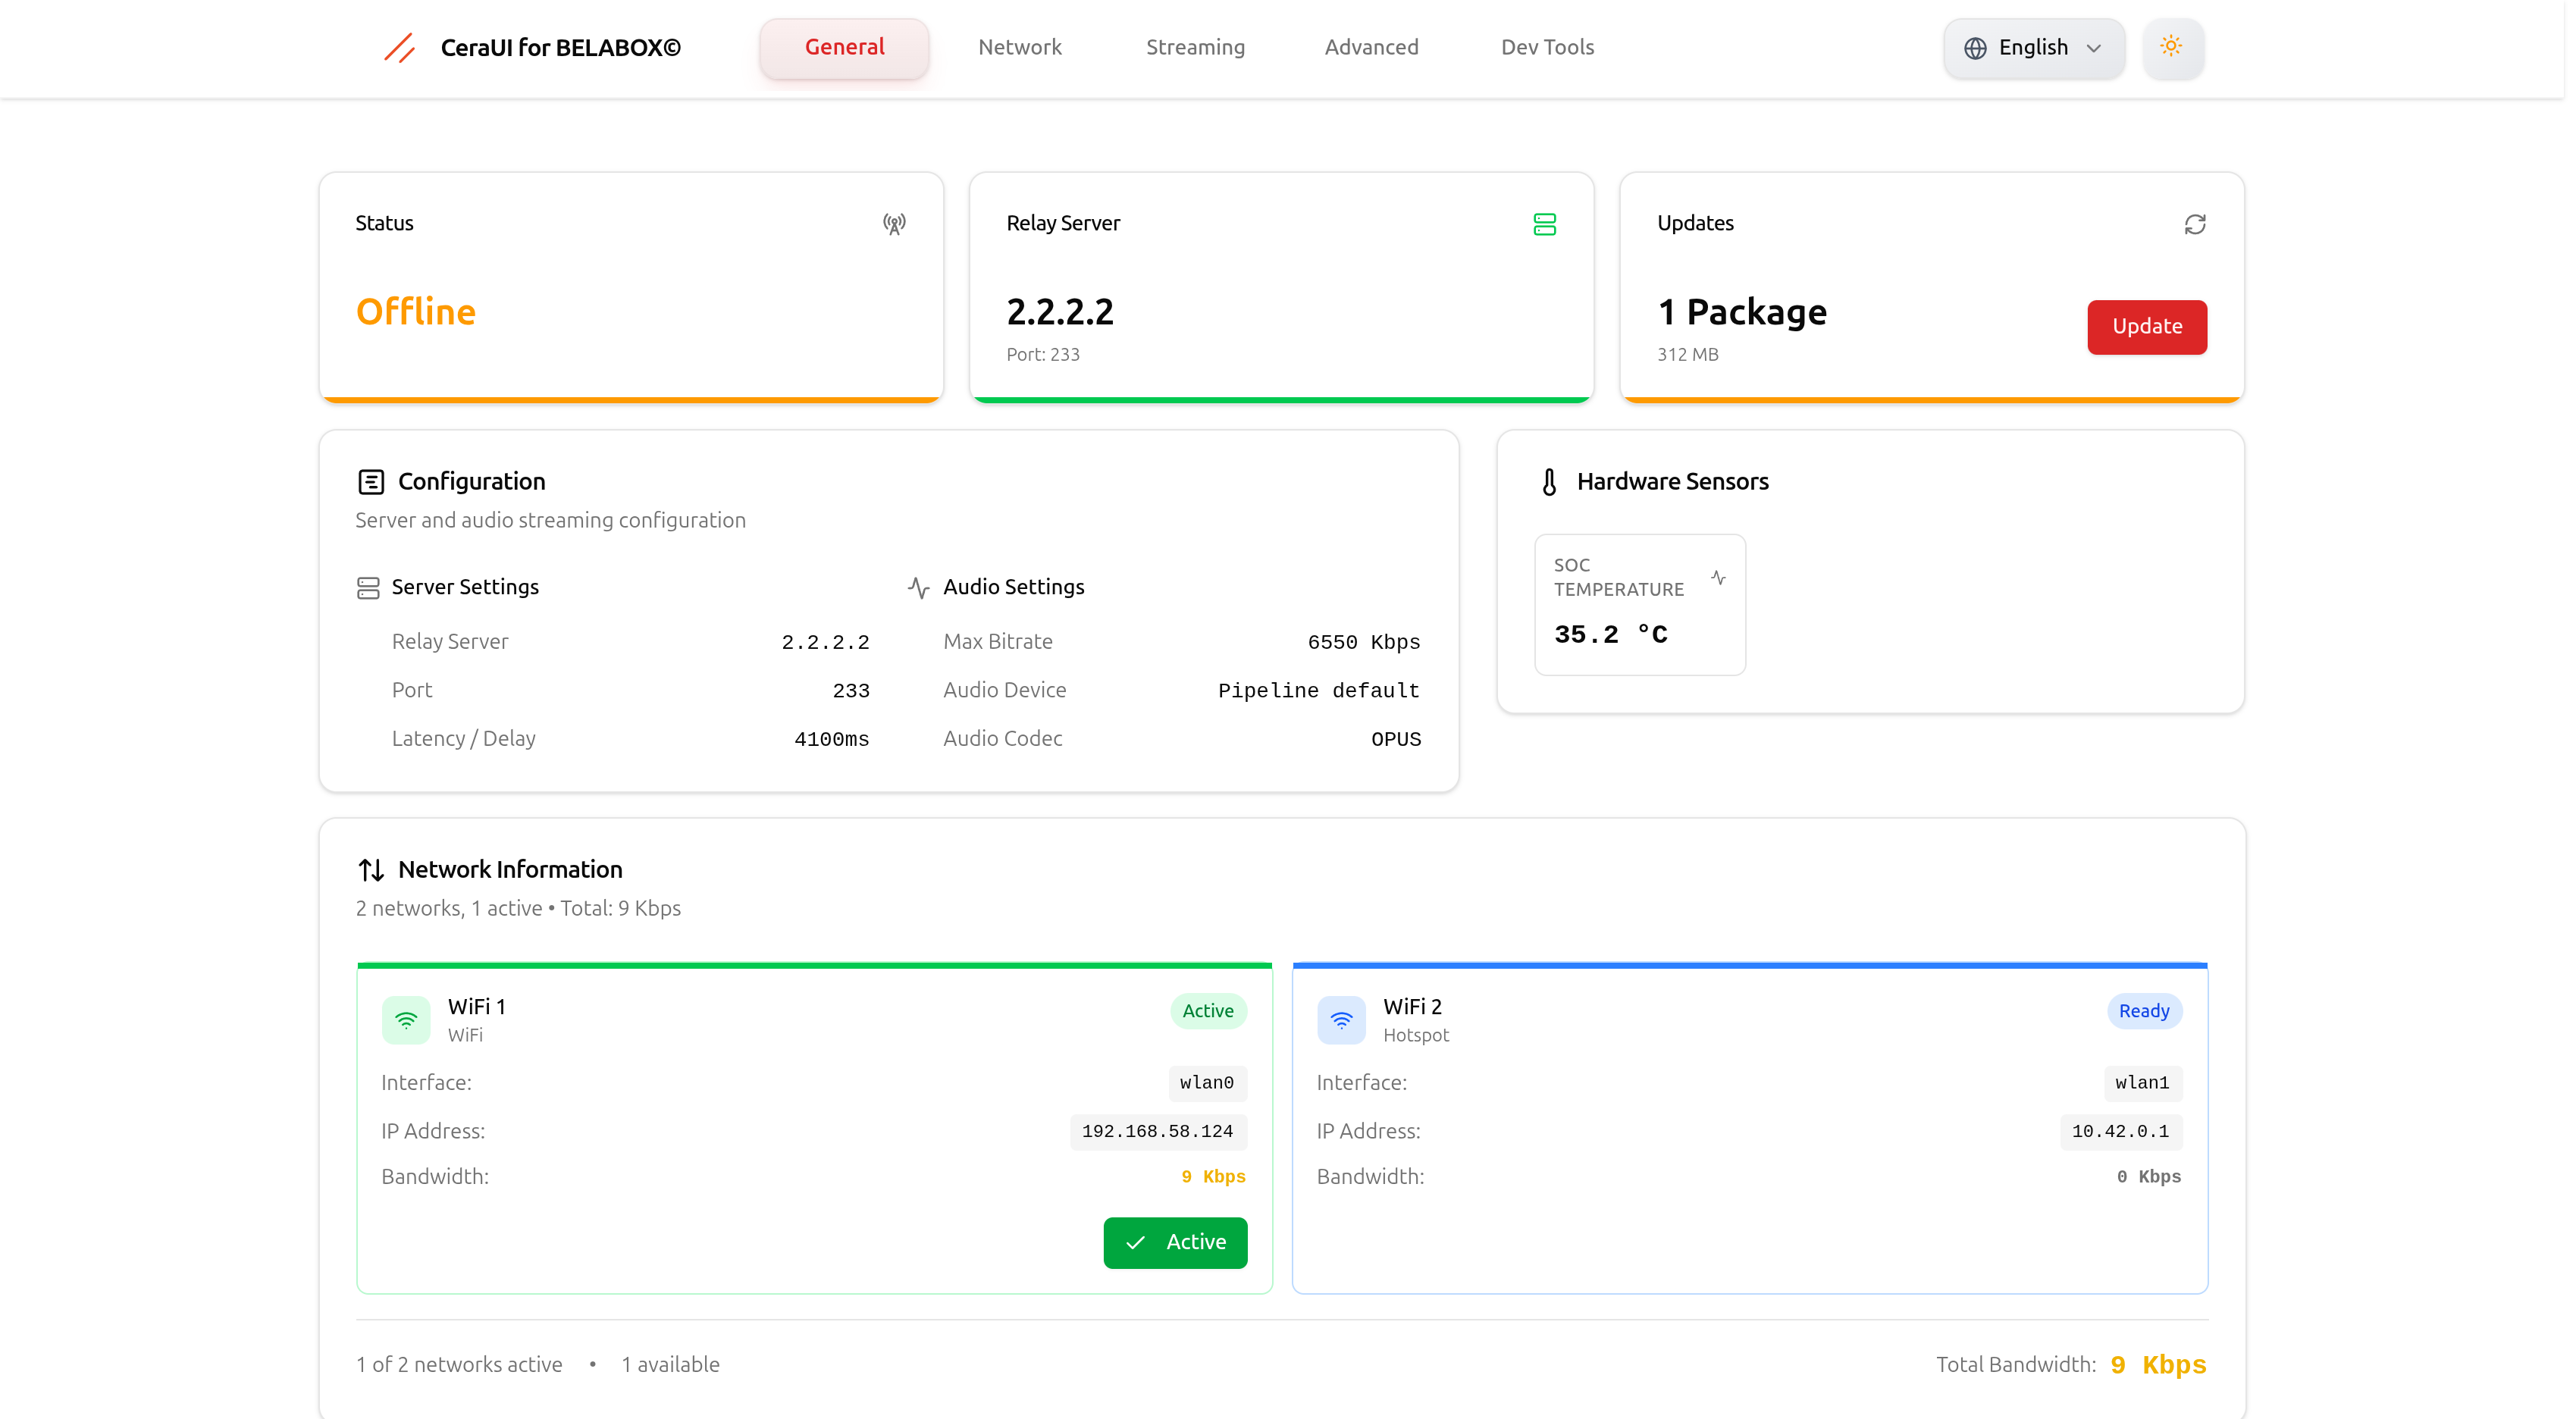 CeraUI for BELABOX©
General
Network
Streaming
Advanced
Dev Tools
English
Status
Offline
Relay Server
2.2.2.2
Port: 233
Updates
1 Package
312 MB
Update
Configuration
Server and audio streaming configuration
Server Settings
Relay Server 2.2.2.2
Port 233
Latency / Delay 4100ms
Audio Settings
Max Bitrate 6550 Kbps
Audio Device Pipeline default
Audio Codec OPUS
Hardware Sensors
SOC
TEMPERATURE
35.2 °C
Network Information
2 networks, 1 active • Total: 9 Kbps
WiFi 1
WiFi
Active
Interface: wlan0
IP Address: 192.168.58.124
Bandwidth: 9 Kbps
Active
WiFi 2
Hotspot
Ready
Interface: wlan1
IP Address: 10.42.0.1
Bandwidth: 0 Kbps
1 of 2 networks active • 1 available
Total Bandwidth: 9 Kbps